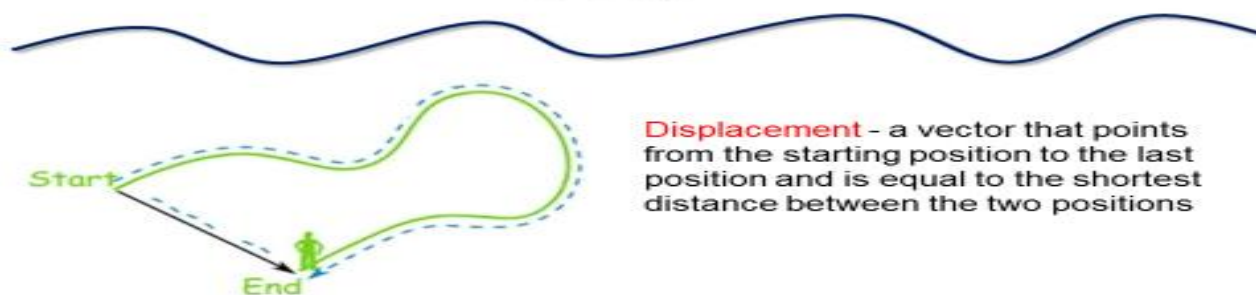 Start
End
Displacement - a vector that points
from the starting position to the last
position and is equal to the shortest
distance between the two positions